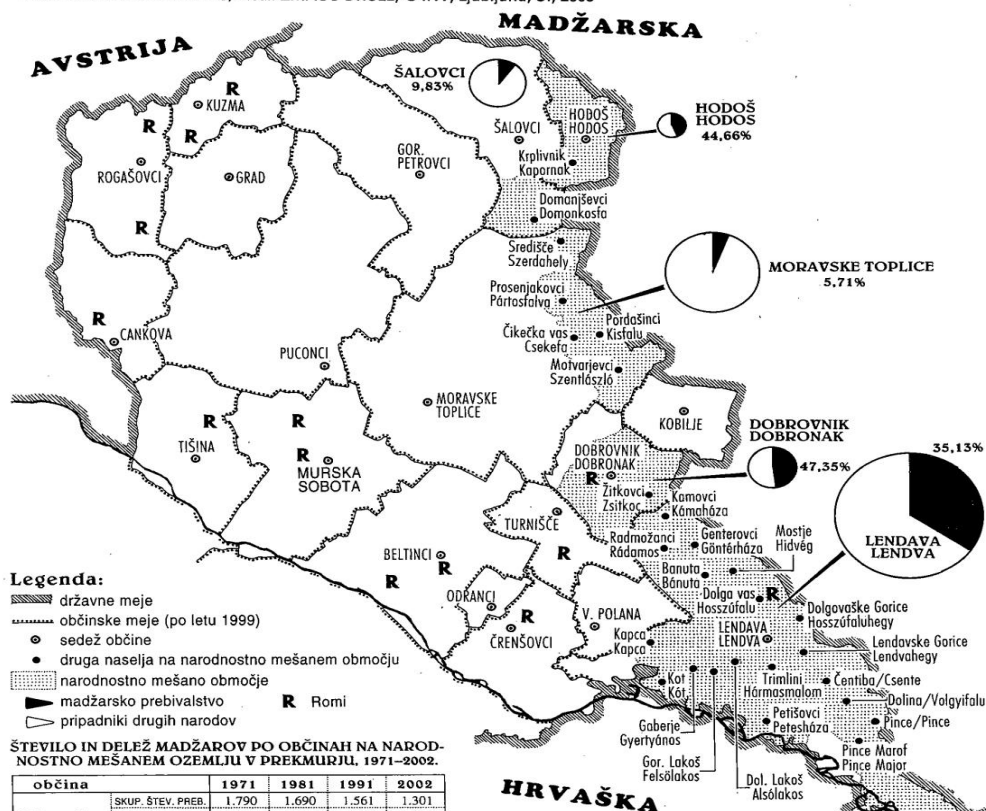 MADŽARSKA
AVSTRIJA
ŠALOVCI
9,83%
R
KUZMA
R
R
HODOŠ
HODOS
44,66%
HODOŠ
HODOS
ŠALOVCI
GOR.
PETROVCI
Krplivnik
Kapornak
ROGAŠOVCI
GRAD
Domanjševci
Domonkosfa
R
Središče
Szerdahely
MORAVSKE TOPLICE
5,71%
Prosenjakovci
Pártosfalva
R
CANKOVA
Pordašinci
Kisfalu
Čikečka vas
Csekefa
PUCONCI
Motvarjevci
Szentlászló
MORAVSKE
TOPLICE
KOBILJE
R
TIŠINA
R
R
MURSKA
SOBOTA
DOBROVNIK
DOBRONAK
47,35%
35,13%
DOBROVNIK
DOBRONAK
R
Žitkovci
Zsitkoc
Kamovci
Kámaháza
TURNIŠČE
Radmožanci
Rádamos
Genterovci
Göntérháza
Mostje
Hidvég
LENDAVA
LENDVA
BELTINCI
R
R
R
Banuta
Bánuta
Dolga vas
Hosszúfalu
R
Dolgovaške Gorice
Hosszúfaluhegy
ODRANCI
R
ČRENŠOVCI
V. POLANA
Kapca
Kapca
LENDAVA
LENDVA
Lendavske Gorice
Lendvahegy
Kot
Kót
Trimlini
Hármasmalom
Čentiba/Csente
Dolina/Völgyifalu
Gaberje
Gyertyános
Petišovci
Petesháza
Pince/Pince
Gor. Lakoš
Felsőlakos
Dol. Lakoš
Alsólakos
Pince Marof
Pince Major
HRVAŠKA
Legenda:
državne meje
občinske meje (po letu 1999)
sedež občine
druga naselja na narodnostno mešanem območju
narodnostno mešano območje
madžarsko prebivalstvo
R Romi
pripadniki drugih narodov
ŠTEVILO IN DELEŽ MADŽAROV PO OBČINAH NA NAROD-
NOSTNO MEŠANEM OZEMLJU V PREKMURJU, 1971–2002.
občina 1971 1981 1991 2002
SKUP. ŠTEV. PREB. 1.790 1.690 1.561 1.301